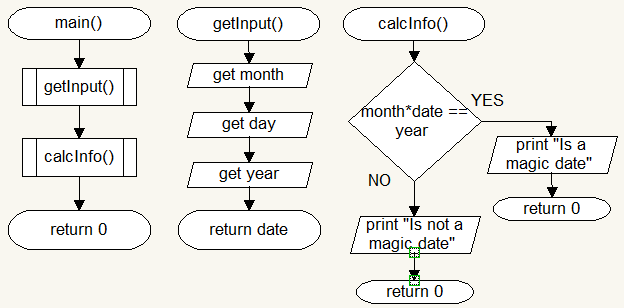 main()
getInput()
calcInfo()
return 0
getInput()
get month
get day
get year
return date
calcInfo()
month*date ==
year
YES
print "Is a
magic date"
return 0
NO
print "Is not a
magic date"
return 0